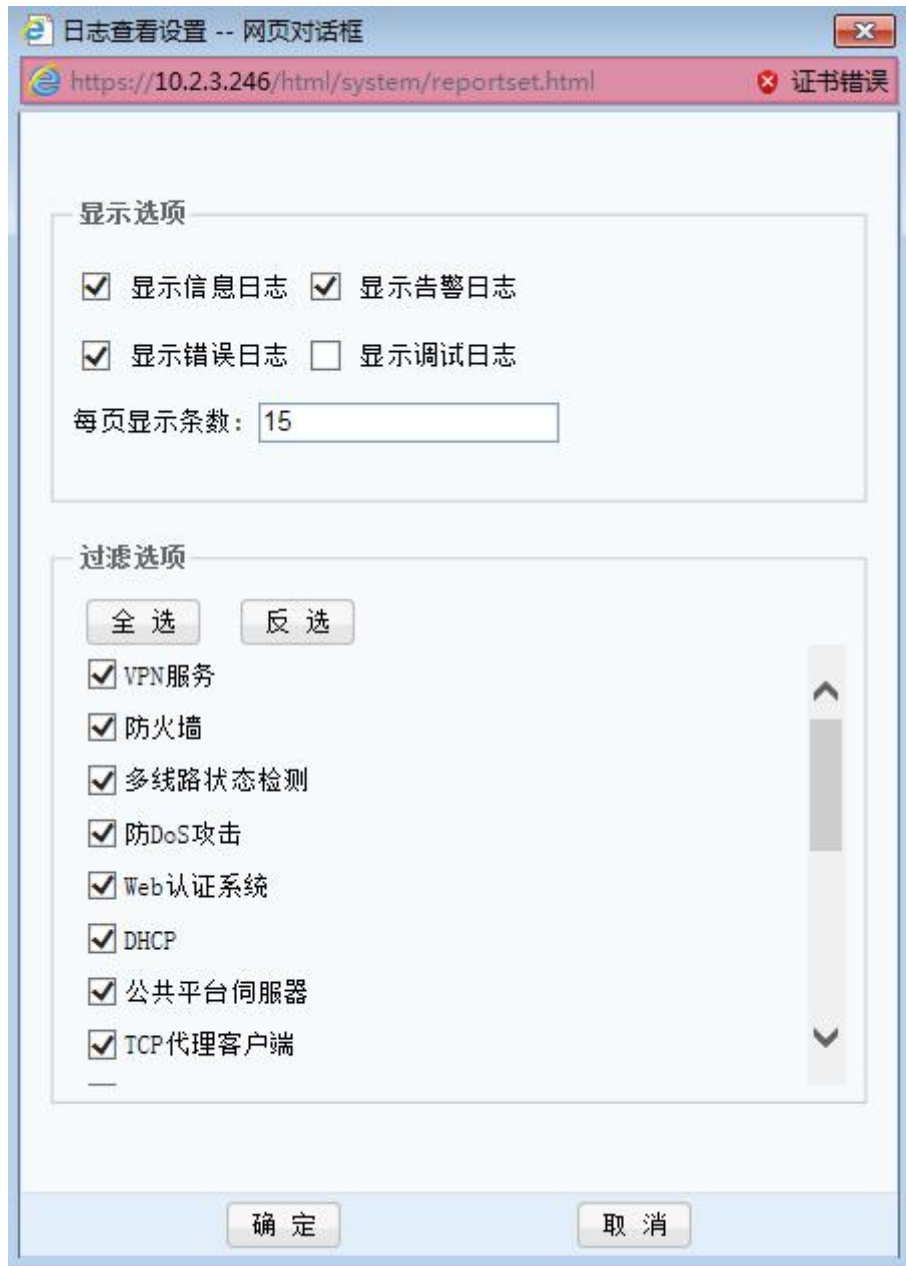 日志查看设置 -- 网页对话框
https://10.2.3.246/html/system/reportset.html 证书错误
显示选项
显示信息日志 显示告警日志
显示错误日志 显示调试日志
每页显示条数： 15
过滤选项
全 选 反 选
VPN服务
防火墙
多线路状态检测
防DoS攻击
Web认证系统
DHCP
公共平台伺服器
TCP代理客户端
确 定 取 消